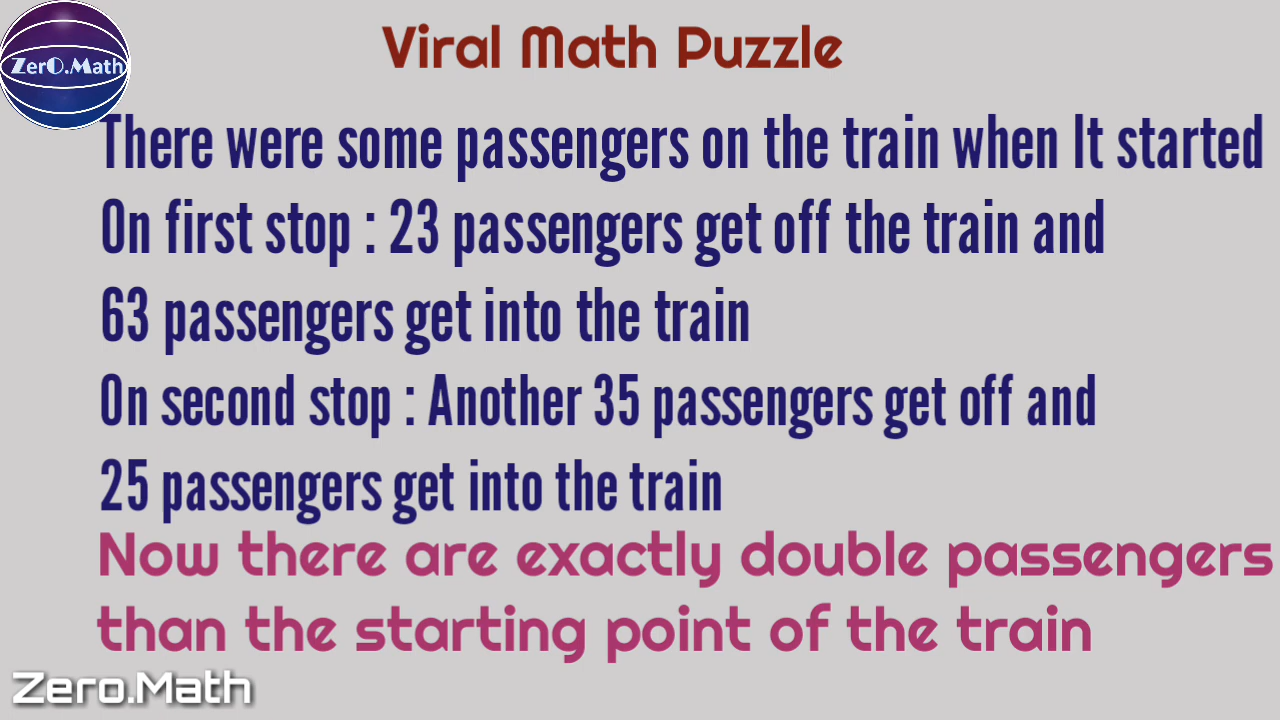 Viral Math Puzzle
ZerO.Math
There were some passengers on the train when It started
On first stop : 23 passengers get off the train and
63 passengers get into the train
On second stop : Another 35 passengers get off and
25 passengers get into the train
Now there are exactly double passengers
than the starting point of the train
Zero.Math